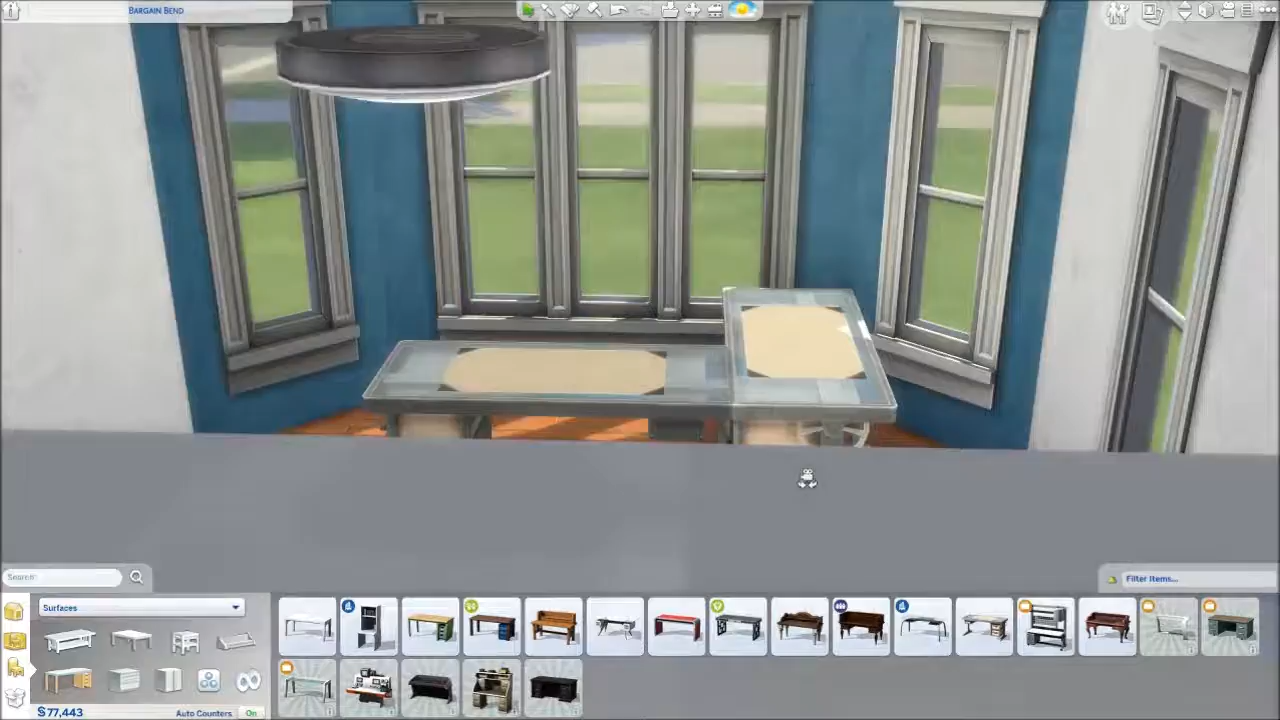 BARGAIN BEND
Search
Filter Items...
Surfaces
$77,443
Auto Counters
On